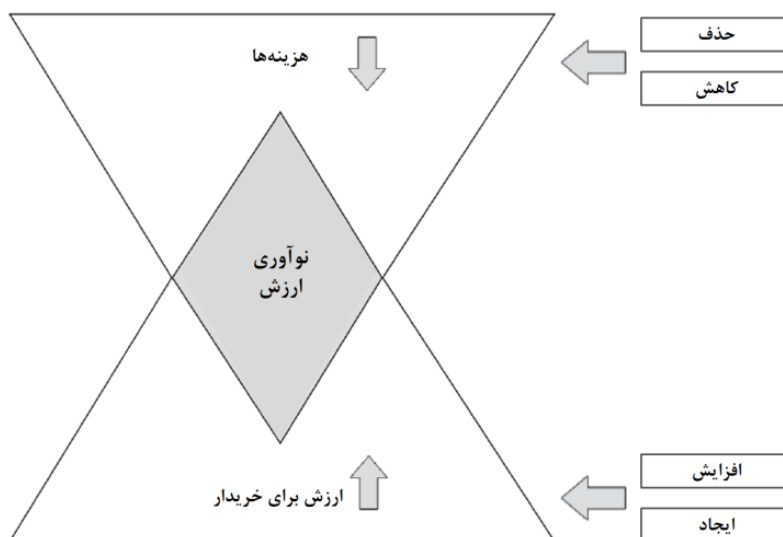 حذف
هزینه‌ها
کاهش
نوآوری
ارزش
افزایش
ارزش برای خریدار
ایجاد